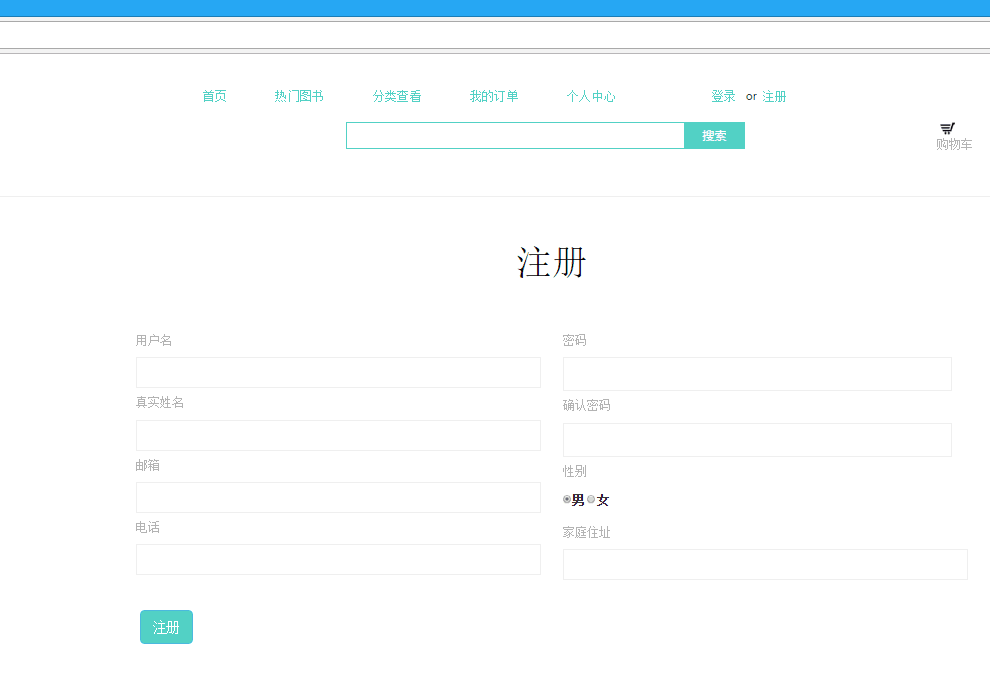 首页 热门图书 分类查看 我的订单 个人中心 登录 or 注册
搜索
购物车
注册
用户名
密码
真实姓名
确认密码
邮箱
性别
男 女
电话
家庭住址
注册